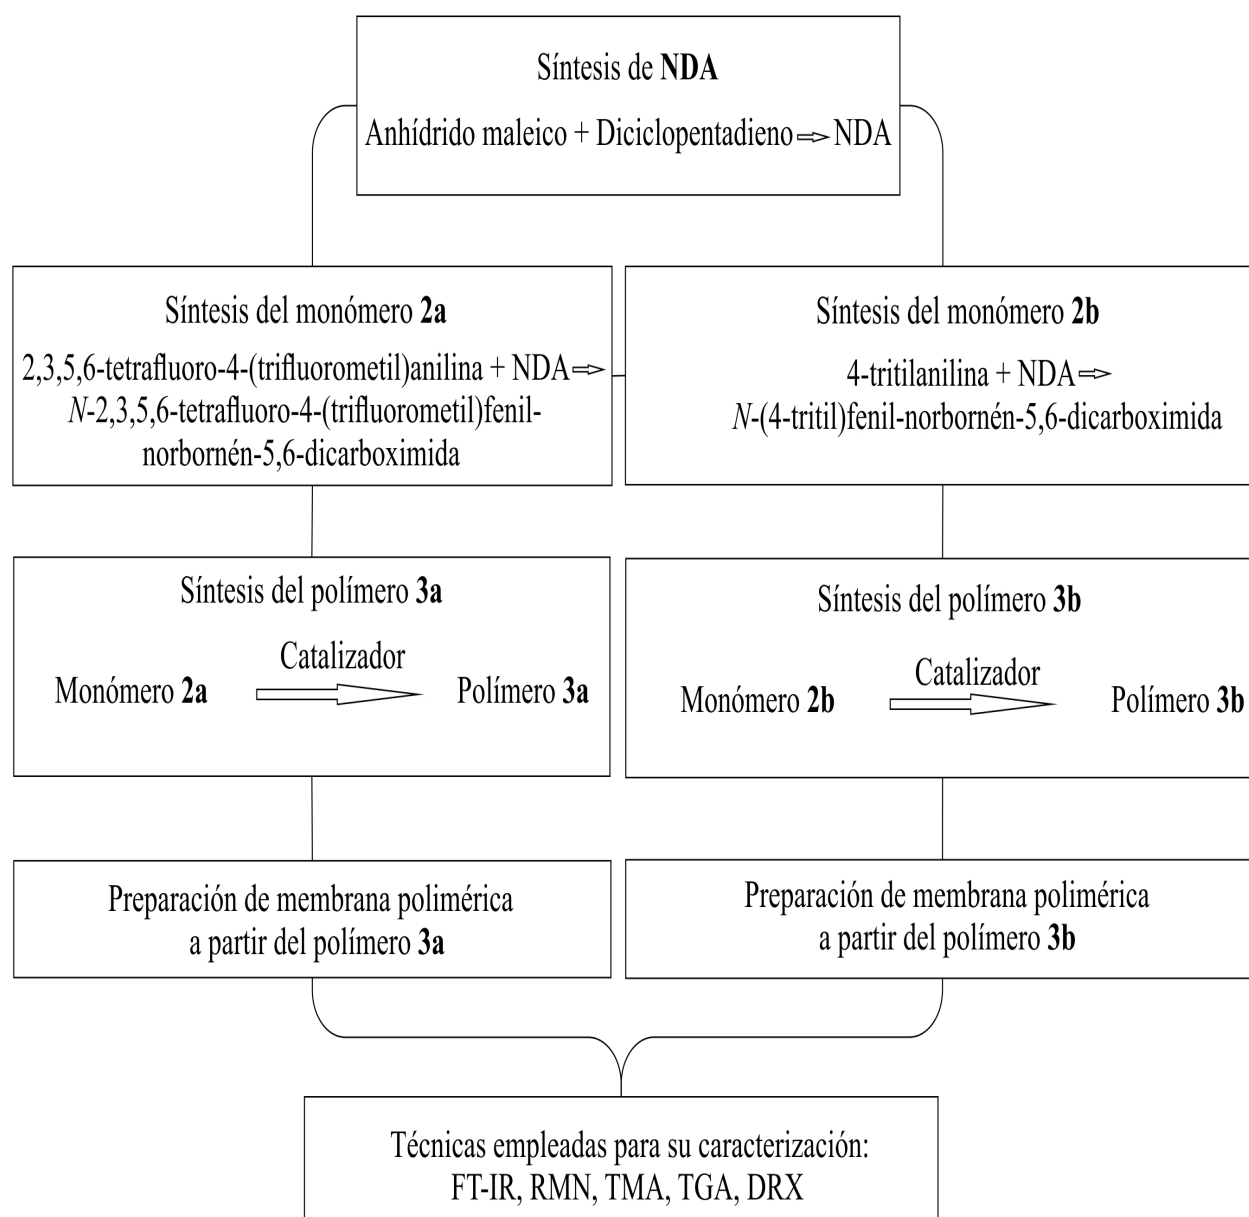 Síntesis de NDA
Anhídrido maleico + Diciclopentadieno⇨ NDA
Síntesis del monómero 2a
2,3,5,6-tetrafluoro-4-(trifluorometil)anilina + NDA⇨
N-2,3,5,6-tetrafluoro-4-(trifluorometil)fenil-
norbornén-5,6-dicarboximida
Síntesis del monómero 2b
4-tritilanilina + NDA⇨
N-(4-tritil)fenil-norbornén-5,6-dicarboximida
Síntesis del polímero 3a
Catalizador
Monómero 2a ⇨ Polímero 3a
Síntesis del polímero 3b
Catalizador
Monómero 2b ⇨ Polímero 3b
Preparación de membrana polimérica
a partir del polímero 3a
Preparación de membrana polimérica
a partir del polímero 3b
Técnicas empleadas para su caracterización:
FT-IR, RMN, TMA, TGA, DRX